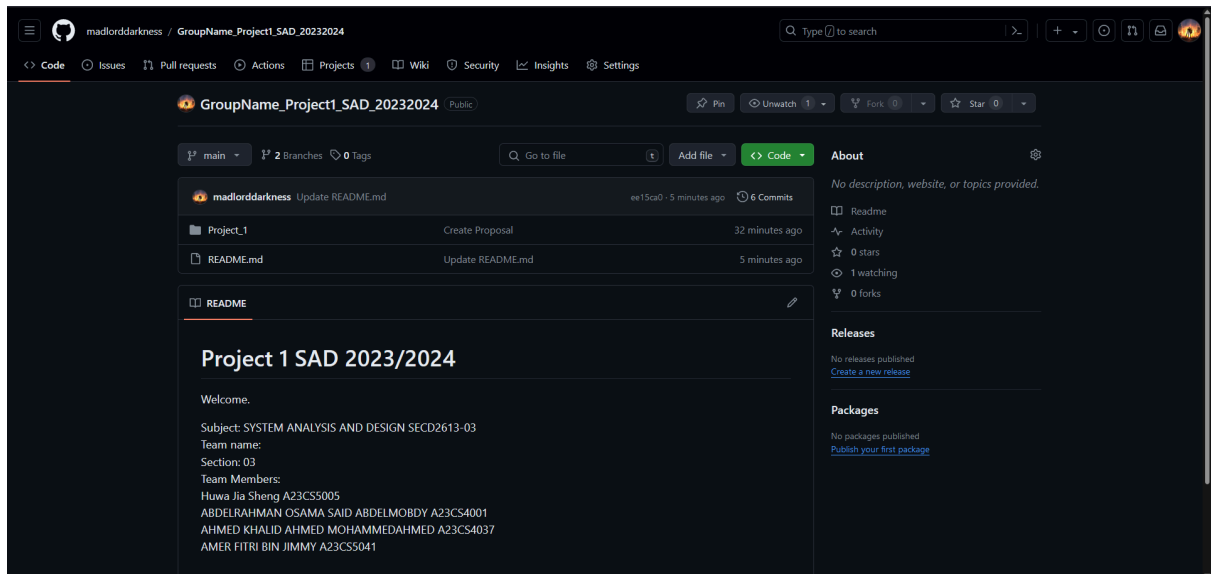 madlorddarkness / GroupName_Project1_SAD_20232024
Type / to search
Code Issues Pull requests Actions Projects 1 Wiki Security Insights Settings
GroupName_Project1_SAD_20232024 Public
Pin Unwatch 1 Fork 0 Star 0
main 2 Branches 0 Tags Go to file t Add file Code
madlorddarkness Update README.md ee15ca0 · 5 minutes ago 6 Commits
Project_1 Create Proposal 32 minutes ago
README.md Update README.md 5 minutes ago
README
Project 1 SAD 2023/2024
Welcome.
Subject: SYSTEM ANALYSIS AND DESIGN SECD2613-03
Team name:
Section: 03
Team Members:
Huwa Jia Sheng A23CS5005
ABDELRAHMAN OSAMA SAID ABDELMOBDY A23CS4001
AHMED KHALID AHMED MOHAMMEDAHMED A23CS4037
AMER FITRI BIN JIMMY A23CS5041
About
No description, website, or topics provided.
Readme
Activity
0 stars
1 watching
0 forks
Releases
No releases published
Create a new release
Packages
No packages published
Publish your first package